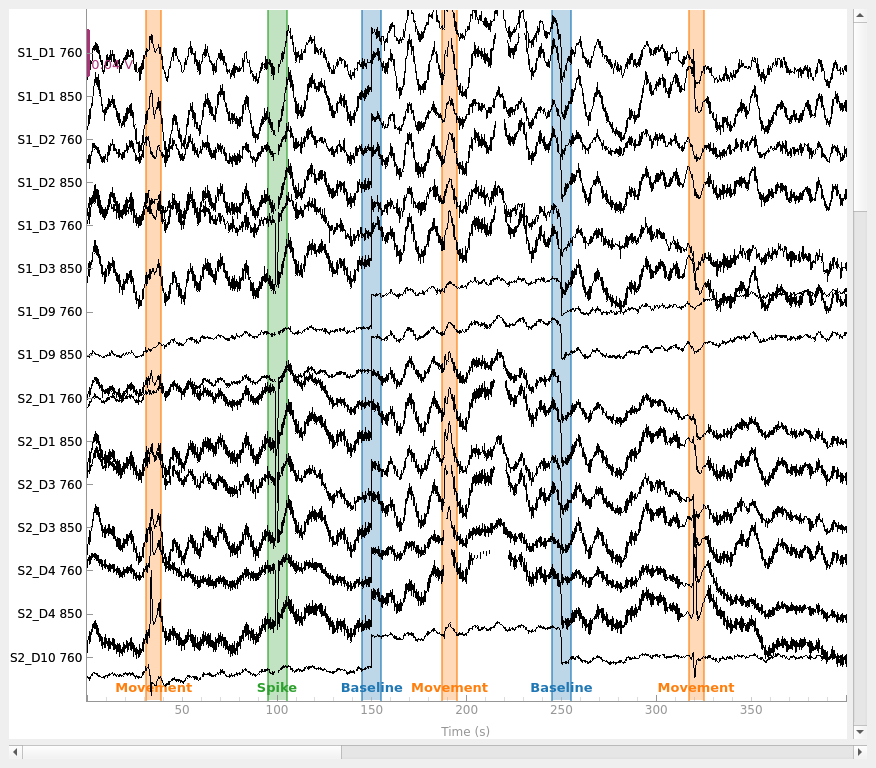 S1_D1 760
S1_D1 850
S1_D2 760
S1_D2 850
S1_D3 760
S1_D3 850
S1_D9 760
S1_D9 850
S2_D1 760
S2_D1 850
S2_D3 760
S2_D3 850
S2_D4 760
S2_D4 850
S2_D10 760
Movement Spike Baseline Movement Baseline Movement
50 100 150 200 250 300 350
Time (s)